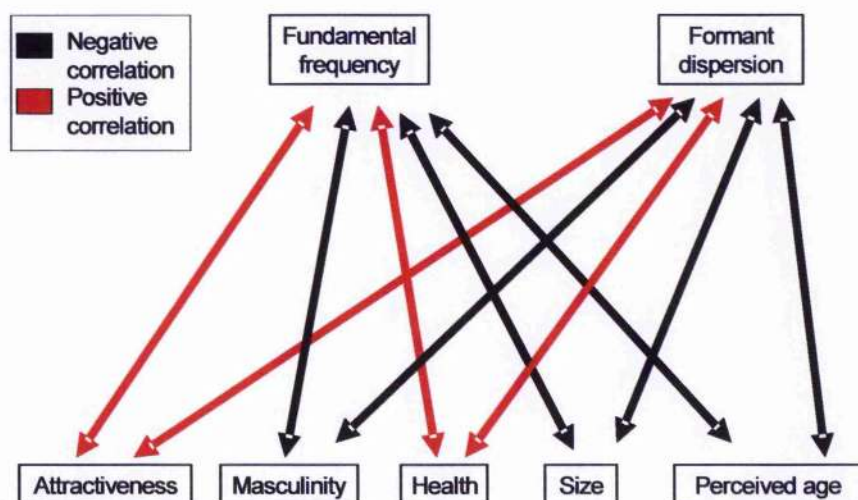 Negative
correlation
Positive
correlation
Fundamental
frequency
Formant
dispersion
Attractiveness
Masculinity
Health
Size
Perceived age